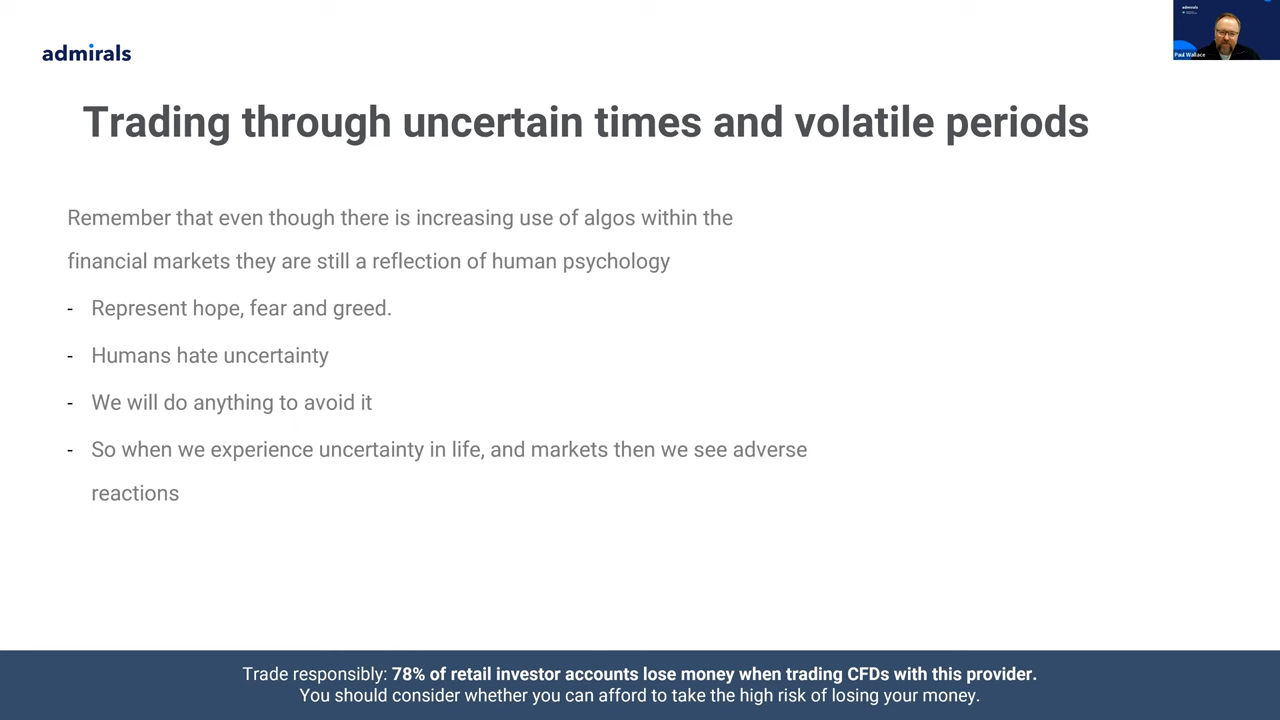 admirals
admirals
Paul Wallace
Trading through uncertain times and volatile periods
Remember that even though there is increasing use of algos within the
financial markets they are still a reflection of human psychology
- Represent hope, fear and greed.
- Humans hate uncertainty
- We will do anything to avoid it
- So when we experience uncertainty in life, and markets then we see adverse
reactions
Trade responsibly: 78% of retail investor accounts lose money when trading CFDs with this provider.
You should consider whether you can afford to take the high risk of losing your money.